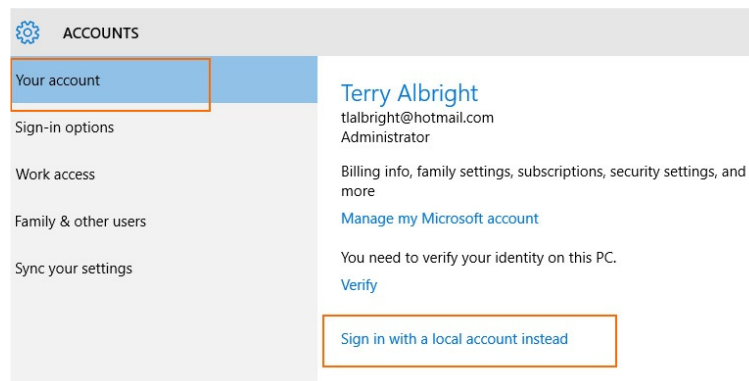 ACCOUNTS
Your account
Sign-in options
Work access
Family & other users
Sync your settings
Terry Albright
tlalbright@hotmail.com
Administrator
Billing info, family settings, subscriptions, security settings, and
more
Manage my Microsoft account
You need to verify your identity on this PC.
Verify
Sign in with a local account instead